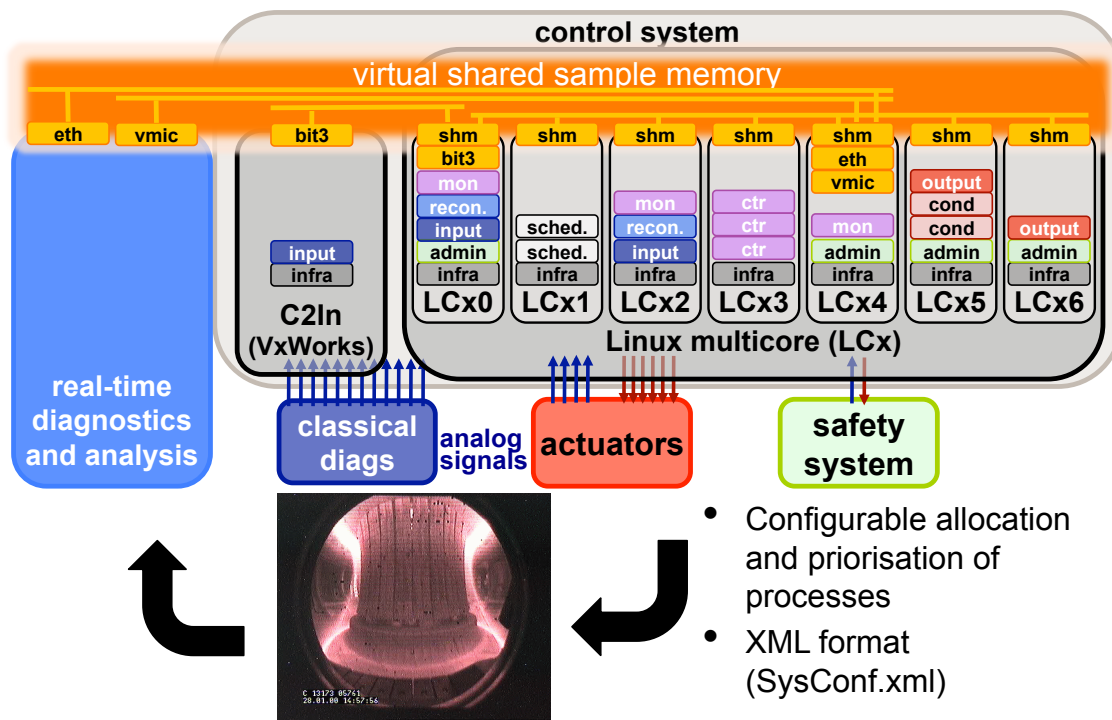 control system
virtual shared sample memory
eth
vmic
bit3
shm
shm
shm
shm
shm
shm
shm
bit3
mon
recon.
input
admin
infra
LCx0
sched.
sched.
infra
LCx1
mon
recon.
input
infra
LCx2
ctr
ctr
ctr
infra
LCx3
eth
vmic
mon
admin
infra
LCx4
output
cond
cond
admin
infra
LCx5
output
admin
infra
LCx6
input
infra
C2In
(VxWorks)
Linux multicore (LCx)
real-time
diagnostics
and analysis
classical
diags
analog
signals
actuators
safety
system
• Configurable allocation
and priorisation of
processes
• XML format
(SysConf.xml)
C 13173 05761
28.01.00 14:57:56